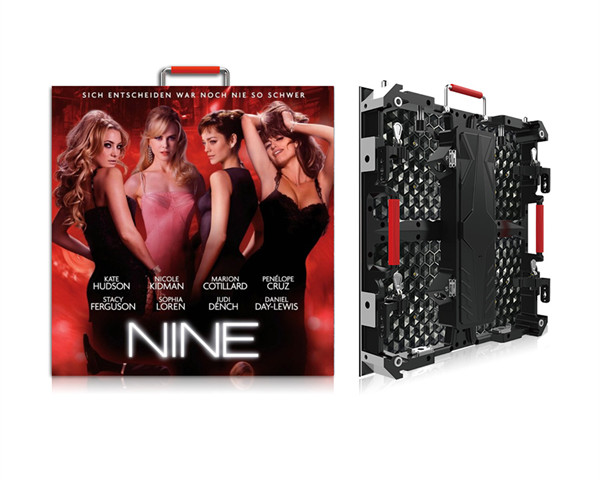 SICH ENTSCHEIDEN WAR NOCH NIE SO SCHWER
KATE HUDSON NICOLE KIDMAN MARION COTILLARD PENÉLOPE CRUZ
STACY FERGUSON SOPHIA LOREN JUDI DENCH DANIEL DAY-LEWIS
NINE